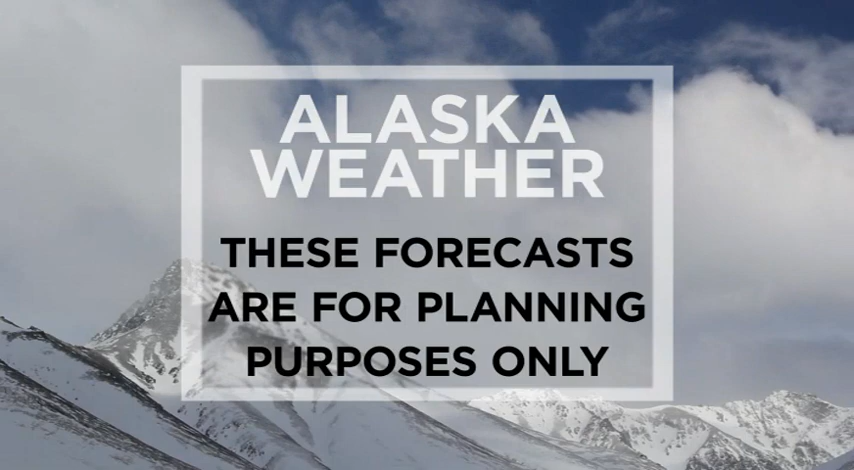 ALASKA
WEATHER
THESE FORECASTS
ARE FOR PLANNING
PURPOSES ONLY